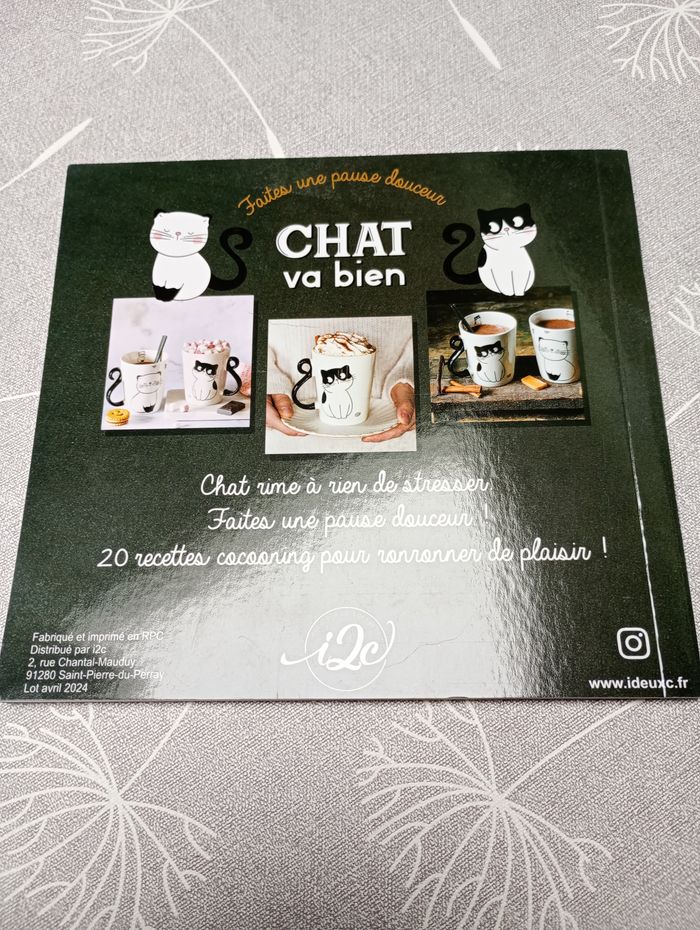 Faites une pause douceur
CHAT
va bien
Chat rime à rien de stresser
Faites une pause douceur !
20 recettes cocooning pour ronronner de plaisir !
Fabriqué et imprimé en RPC
Distribué par i2c
2, rue Chantal-Mauduy
91280 Saint-Pierre-du-Perray
Lot avril 2024
i2c
www.ideuxc.fr